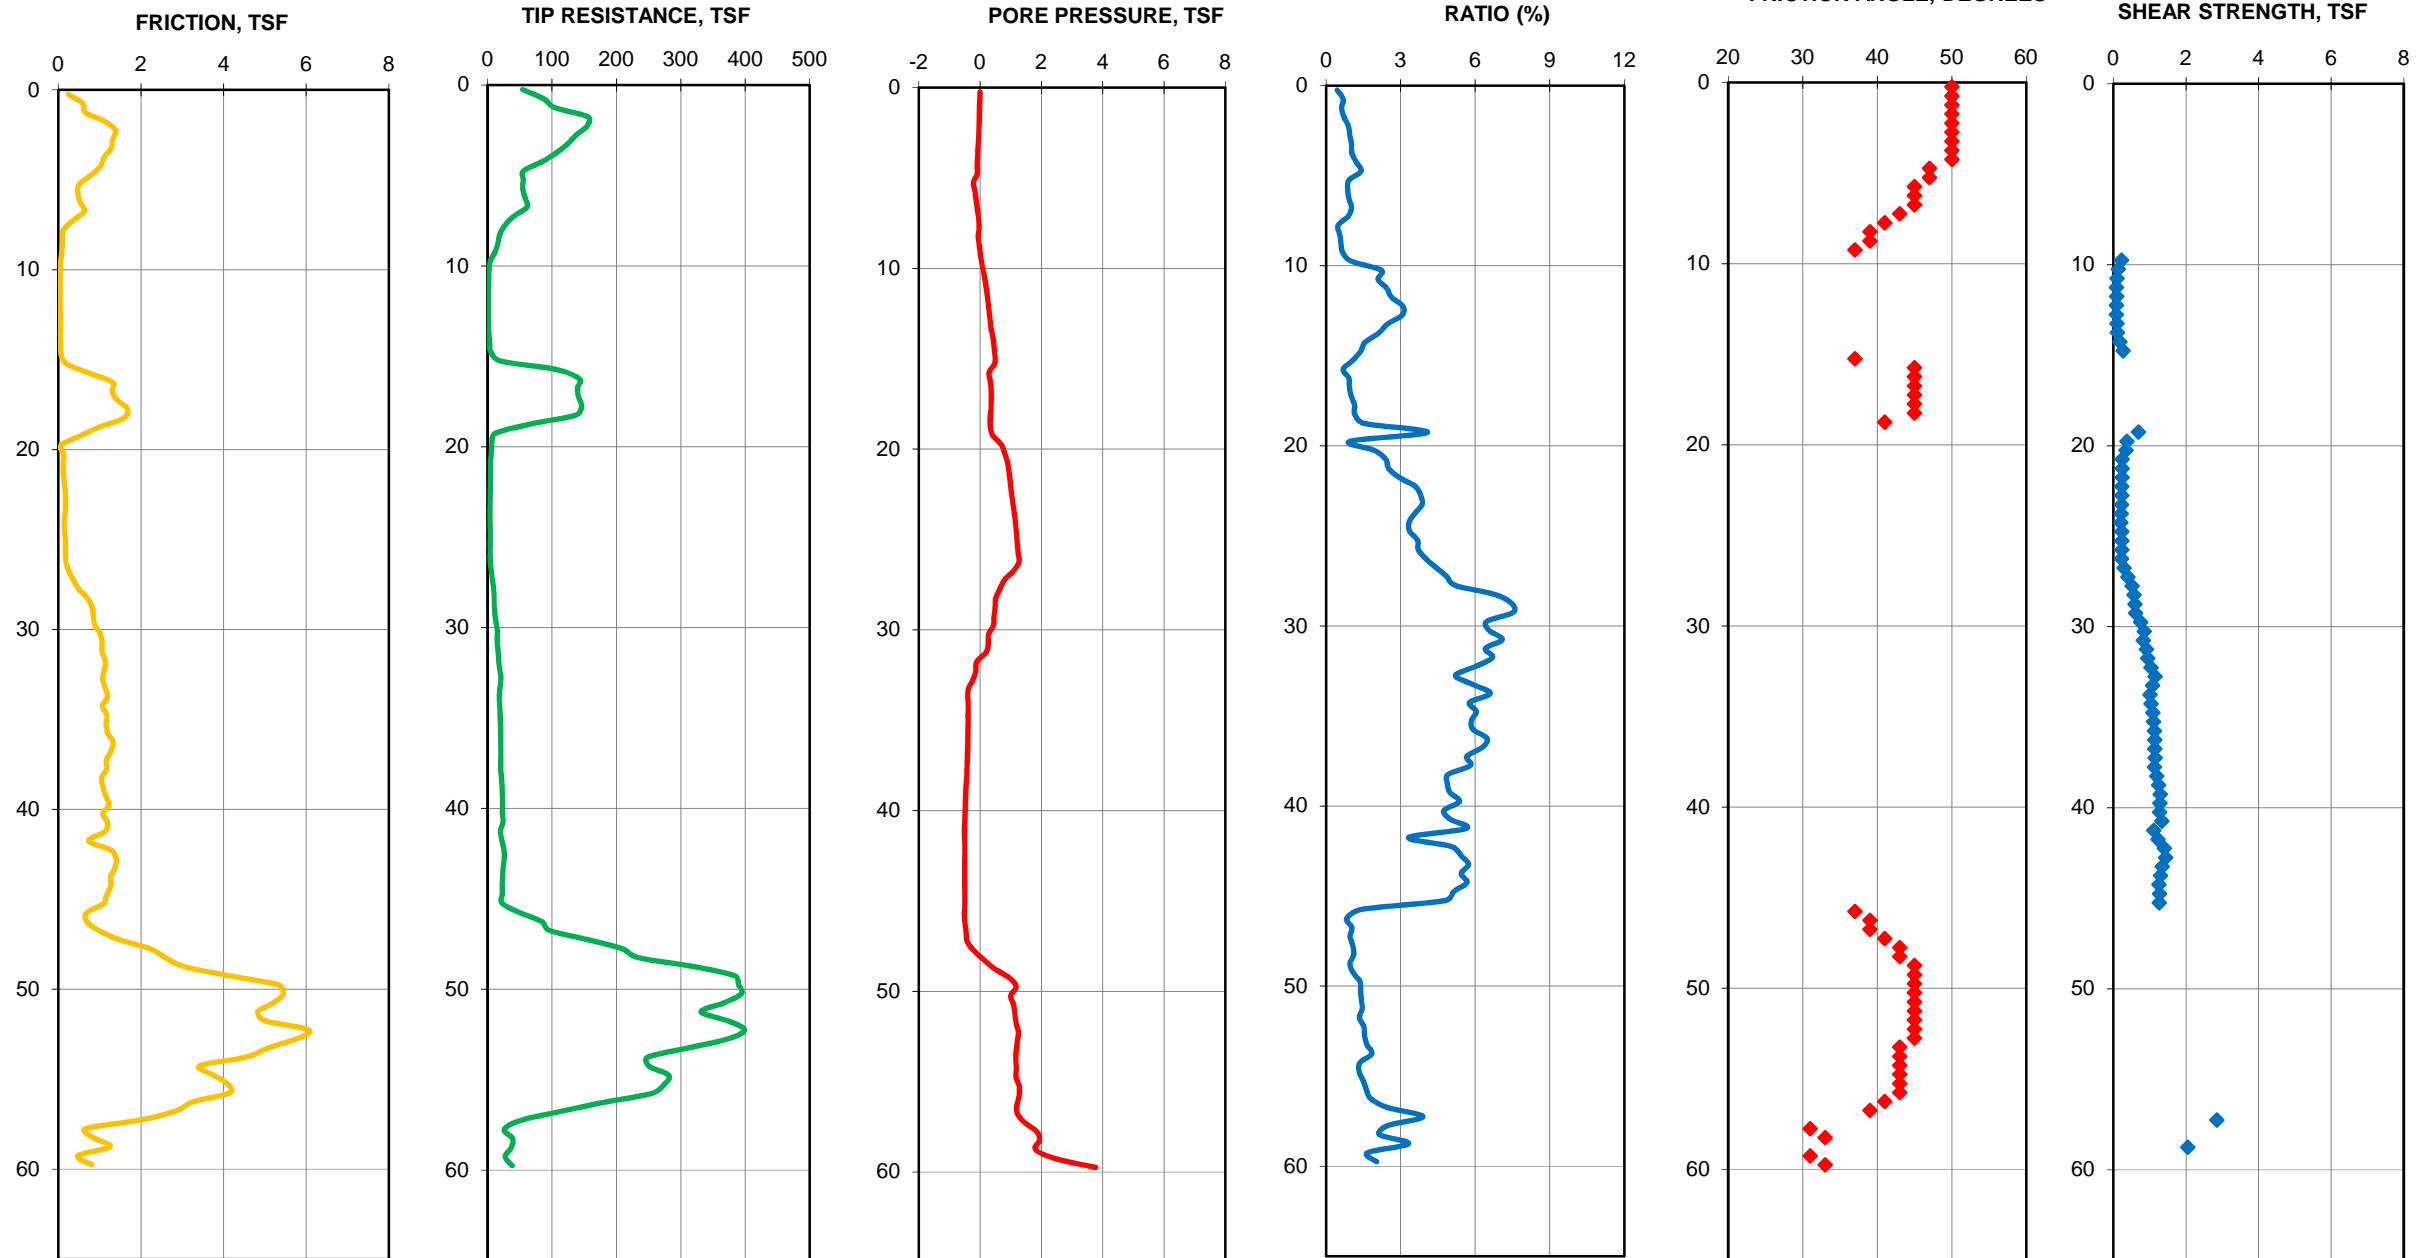 FRICTION, TSF
TIP RESISTANCE, TSF
PORE PRESSURE, TSF
RATIO (%)
FRICTION ANGLE, DEGREES
SHEAR STRENGTH, TSF
0 2 4 6 8
0 100 200 300 400 500
-2 0 2 4 6 8
0 3 6 9 12
20 30 40 50 60
0 2 4 6 8
0 0 0 0 0 0
10 10 10 10 10 10
20 20 20 20 20 20
30 30 30 30 30 30
40 40 40 40 40 40
50 50 50 50 50 50
60 60 60 60 60 60